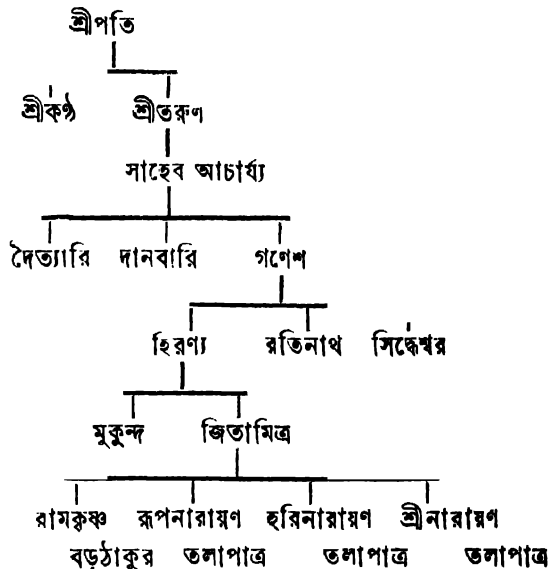 শ্রীপতি
শ্রীকণ্ঠ শ্রীতরুণ
সাহেব আচার্য্য
দৈত্যারি দানবারি গণেশ
হিরণ্য রতিনাথ সিদ্ধেশ্বর
মুকুন্দ জিতামিত্র
রামকৃষ্ণ রূপনারায়ণ হরিনারায়ণ শ্রীনারায়ণ
বড়ঠাকুর তলাপাত্র তলাপাত্র তলাপাত্র